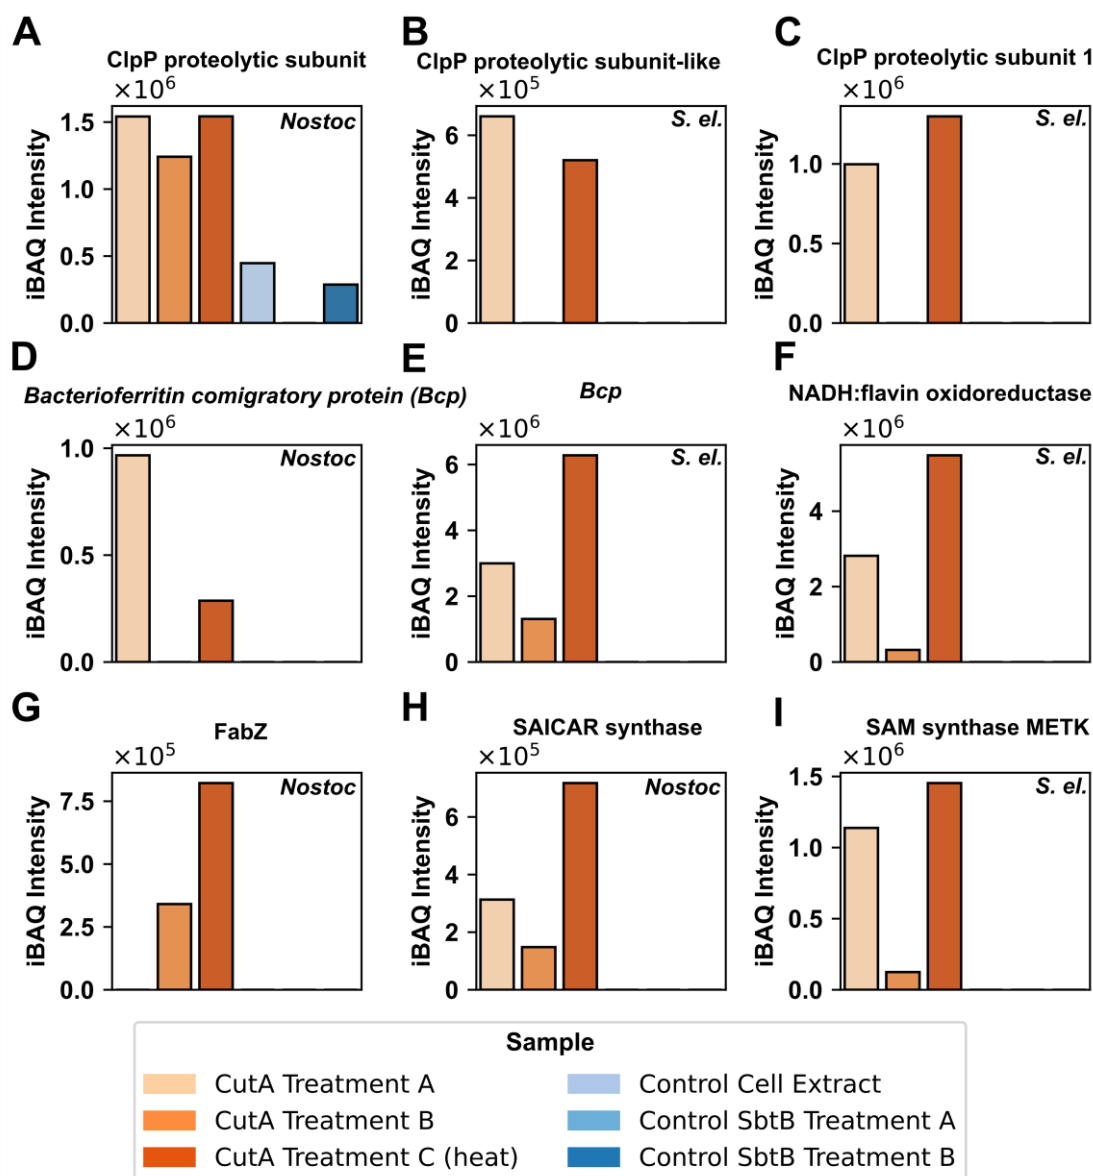 A
ClpP proteolytic subunit
×10⁶
Nostoc
iBAQ Intensity
1.5
1.0
0.5
0.0
B
ClpP proteolytic subunit-like
×10⁵
S. el.
iBAQ Intensity
6
4
2
0
C
ClpP proteolytic subunit 1
×10⁶
S. el.
iBAQ Intensity
1.0
0.5
0.0
D
Bacterioferritin comigratory protein (Bcp)
×10⁶
Nostoc
iBAQ Intensity
1.0
0.5
0.0
E
Bcp
×10⁶
S. el.
iBAQ Intensity
6
4
2
0
F
NADH:flavin oxidoreductase
×10⁶
S. el.
iBAQ Intensity
4
2
0
G
FabZ
×10⁵
Nostoc
iBAQ Intensity
7.5
5.0
2.5
0.0
H
SAICAR synthase
×10⁵
Nostoc
iBAQ Intensity
6
4
2
0
I
SAM synthase METK
×10⁶
S. el.
iBAQ Intensity
1.5
1.0
0.5
0.0
Sample
CutA Treatment A
CutA Treatment B
CutA Treatment C (heat)
Control Cell Extract
Control SbtB Treatment A
Control SbtB Treatment B